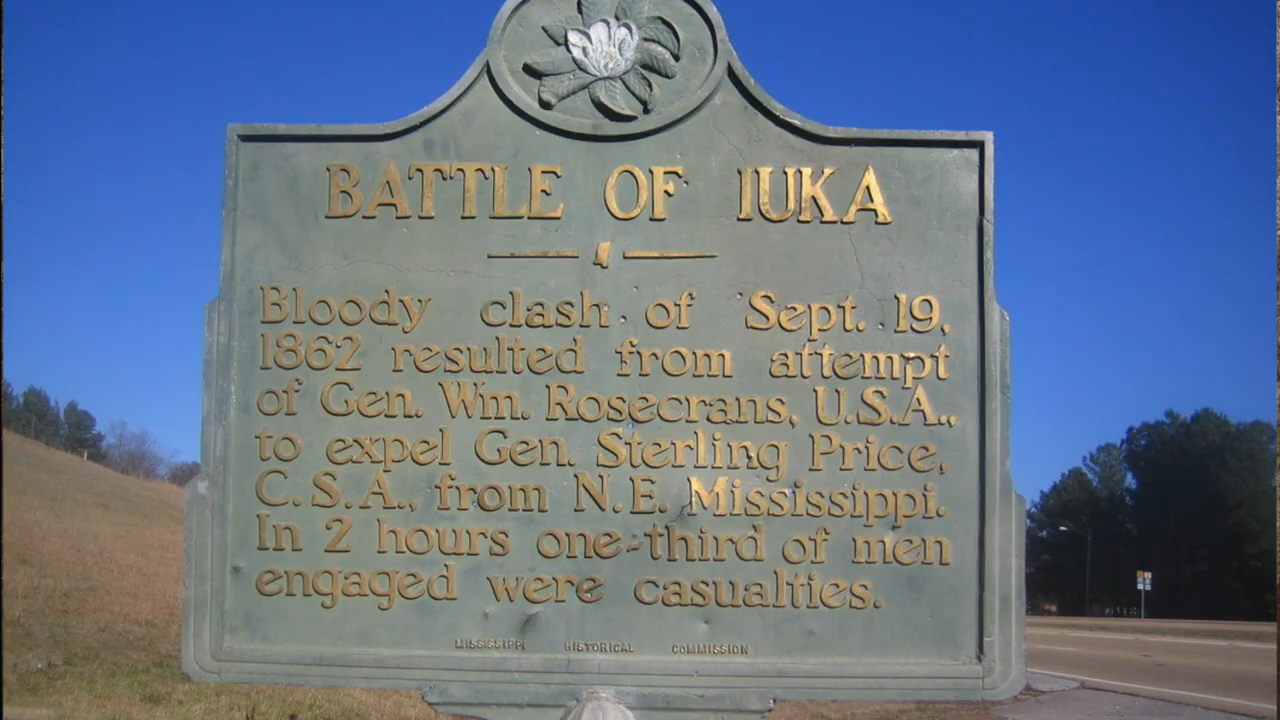 BATTLE OF IUKA
Bloody clash of Sept. 19,
1862 resulted from attempt
of Gen. Wm. Rosecrans, U.S.A.,
to expel Gen. Sterling Price,
C.S.A., from N.E. Mississippi.
In 2 hours one-third of men
engaged were casualties.
MISSISSIPPI HISTORICAL COMMISSION